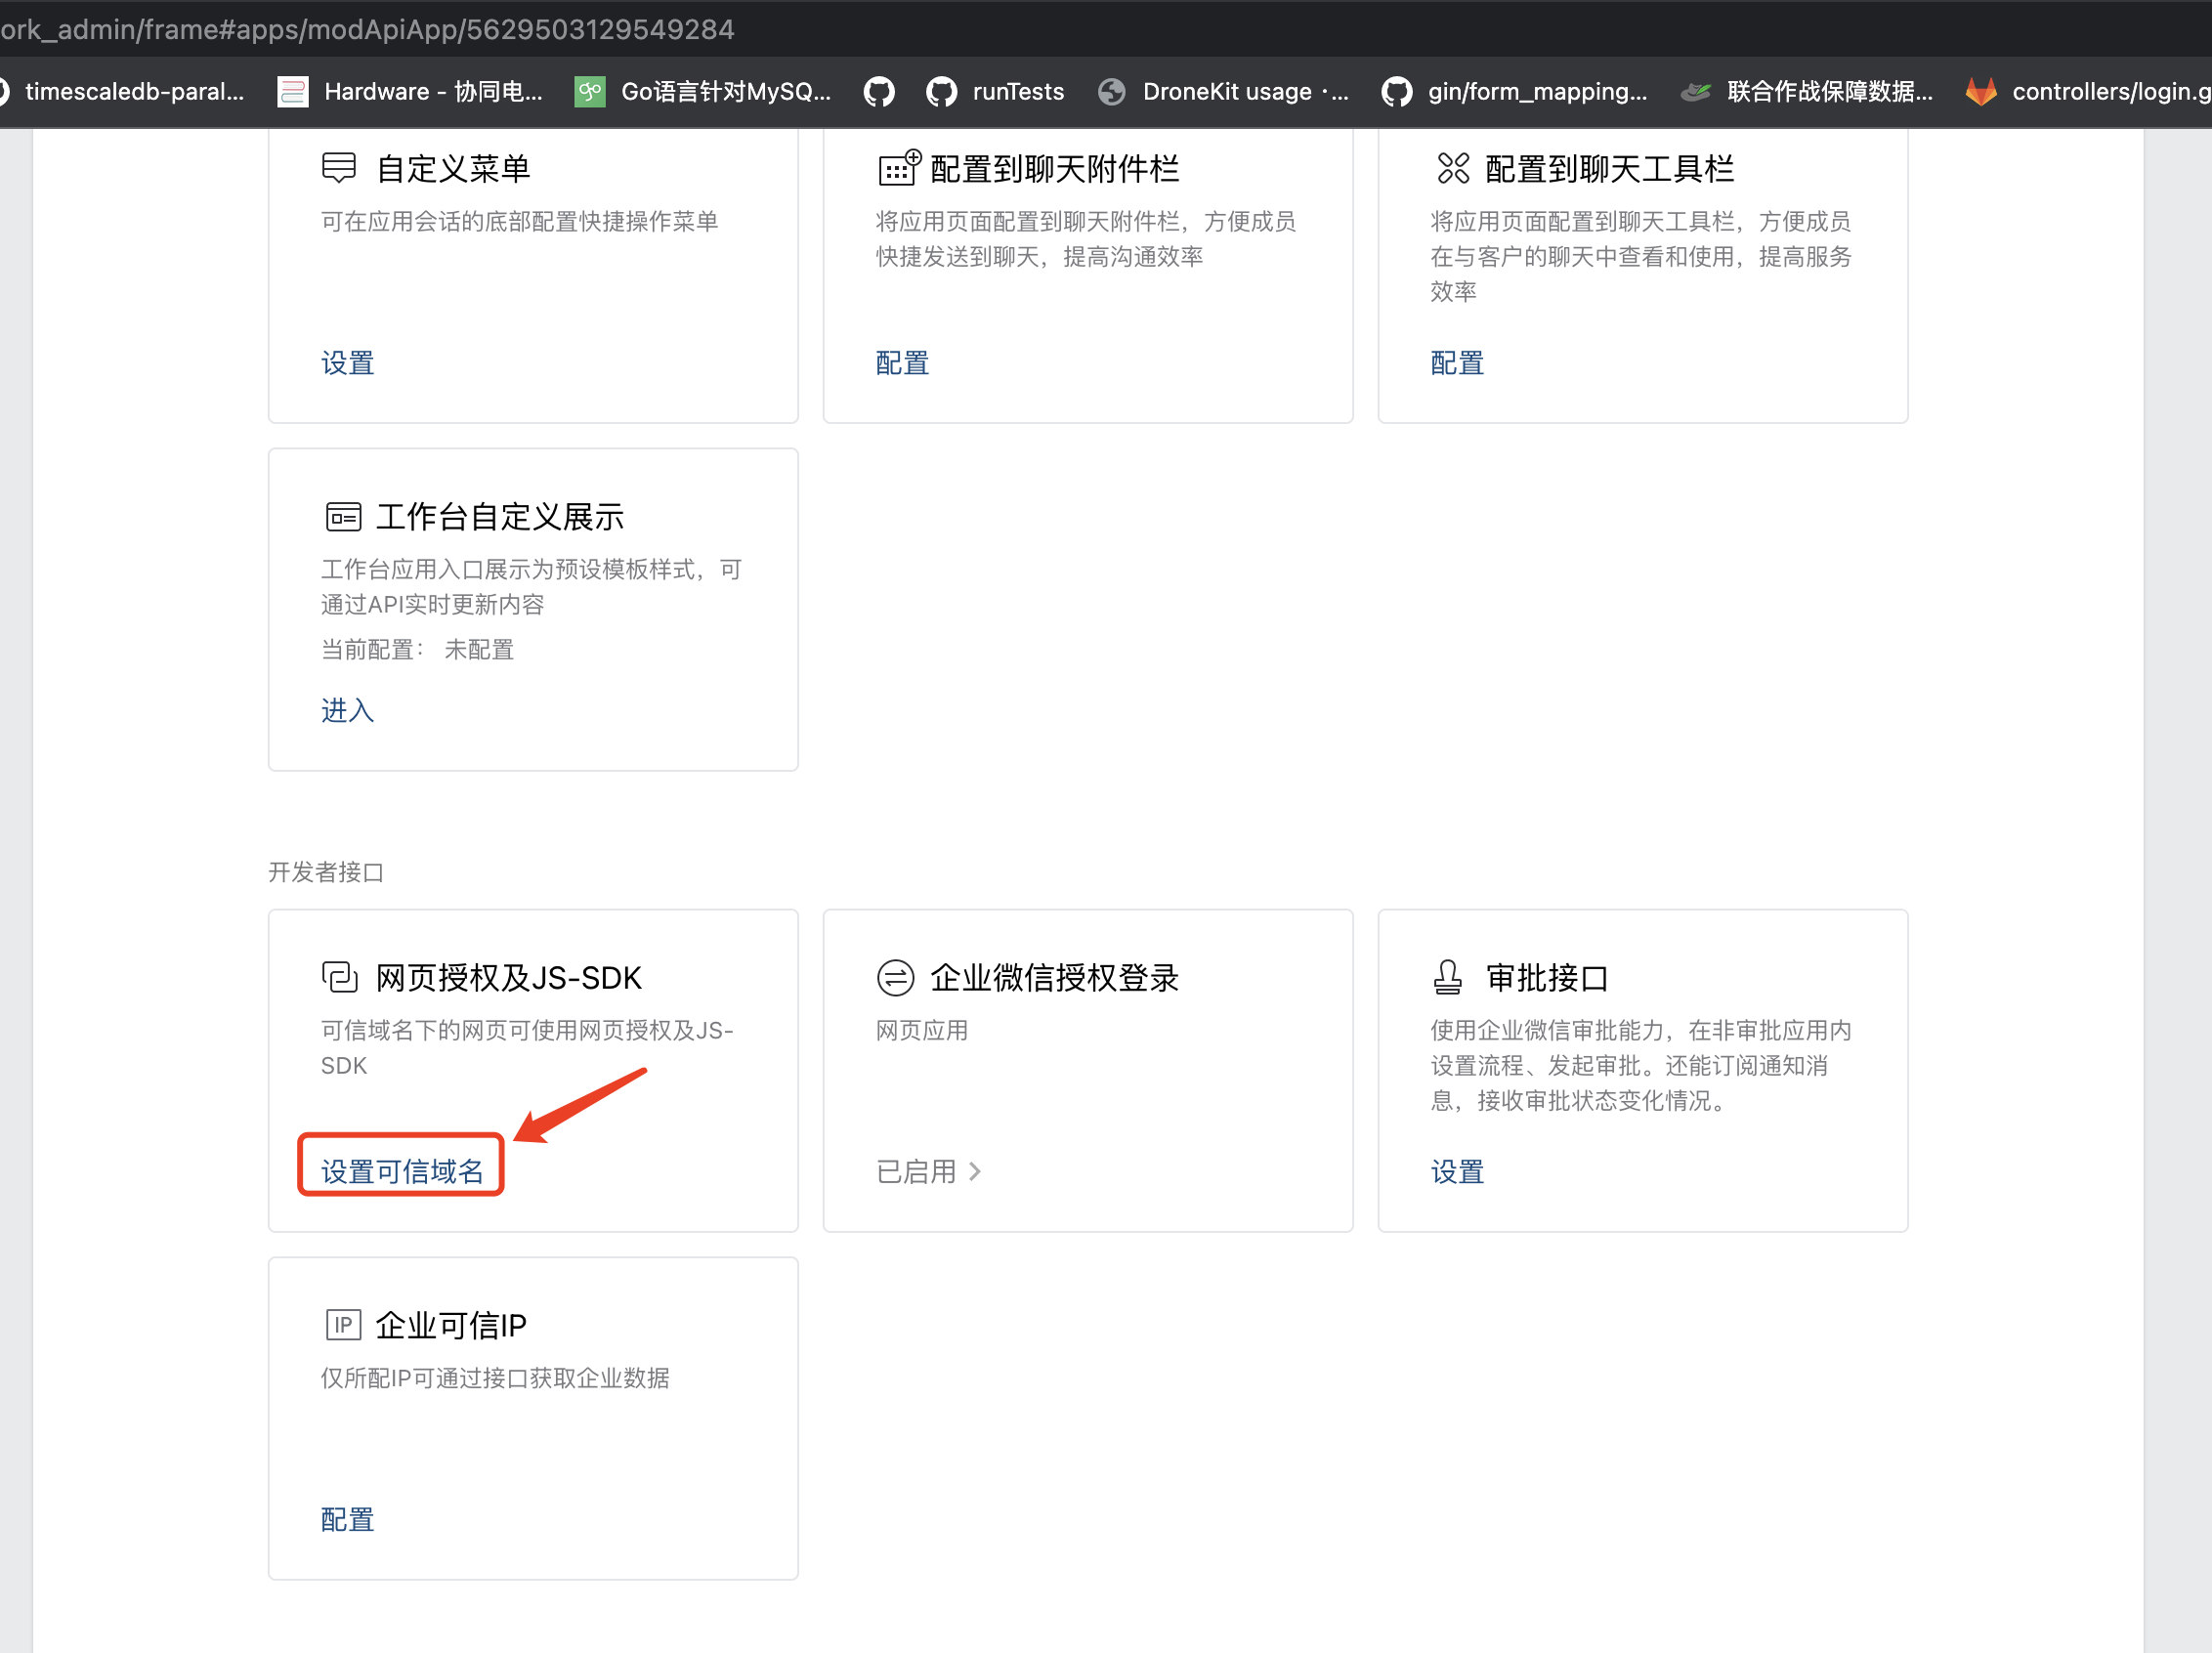 ork_admin/frame#apps/modApiApp/5629503129549284
timescaledb-paral...
Hardware - 协同电...
Go语言针对MySQ...
runTests
DroneKit usage ·...
gin/form_mapping...
联合作战保障数据...
controllers/login.g
自定义菜单
可在应用会话的底部配置快捷操作菜单
设置
配置到聊天附件栏
将应用页面配置到聊天附件栏，方便成员
快捷发送到聊天，提高沟通效率
配置
配置到聊天工具栏
将应用页面配置到聊天工具栏，方便成员
在与客户的聊天中查看和使用，提高服务
效率
配置
工作台自定义展示
工作台应用入口展示为预设模板样式，可
通过API实时更新内容
当前配置： 未配置
进入
开发者接口
网页授权及JS-SDK
可信域名下的网页可使用网页授权及JS-
SDK
设置可信域名
企业微信授权登录
网页应用
已启用
审批接口
使用企业微信审批能力，在非审批应用内
设置流程、发起审批。还能订阅通知消
息，接收审批状态变化情况。
设置
IP 企业可信IP
仅所配IP可通过接口获取企业数据
配置